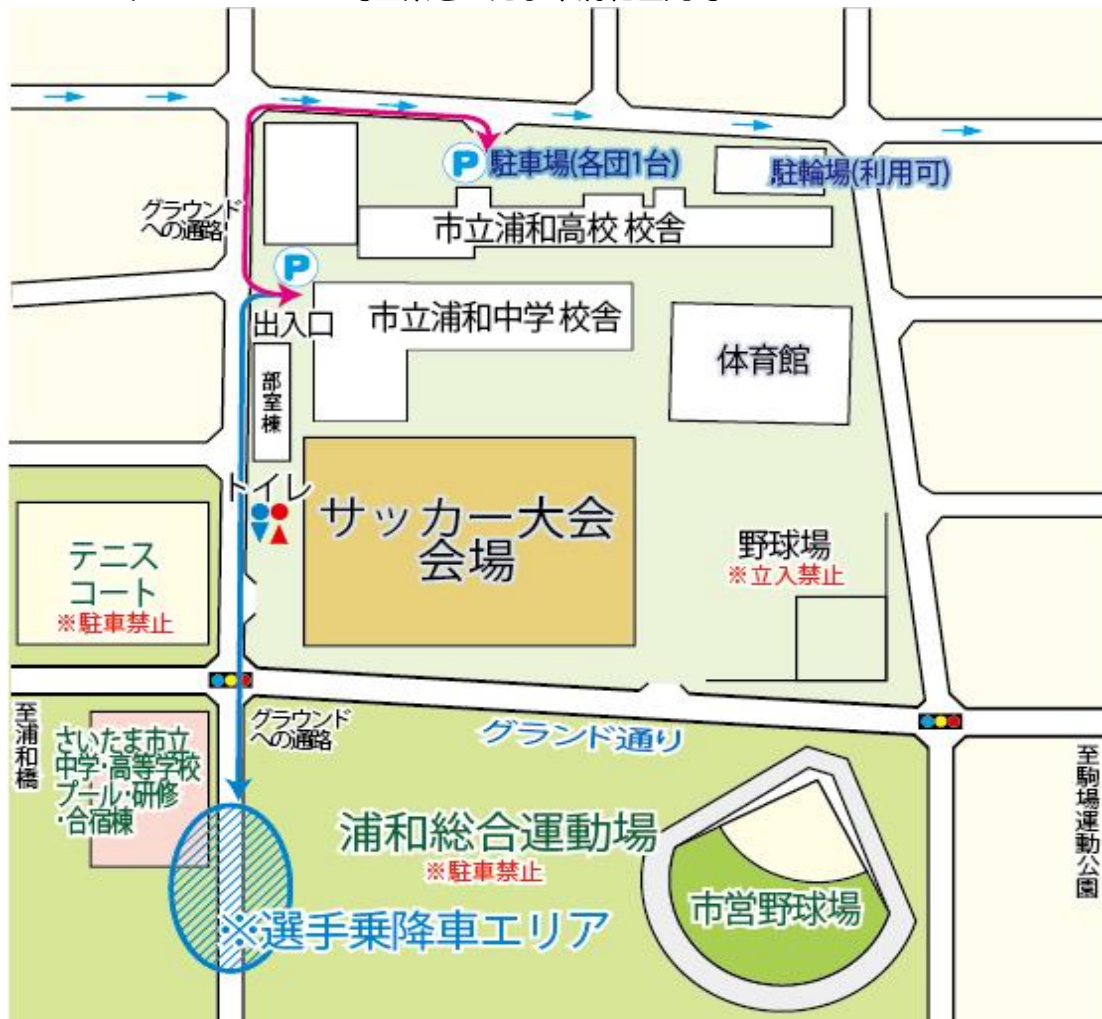 P 駐車場(各団1台)
駐輪場(利用可)
グラウンド
への通路
市立浦和高校 校舎
P
出入口
市立浦和中学 校舎
体育館
部室棟
トイレ
サッカー大会
会場
テニス
コート
※駐車禁止
野球場
※立入禁止
至浦和橋
さいたま市立
中学・高等学校
プール・研修
・合宿棟
グラウンド
への通路
グランド通り
浦和総合運動場
※駐車禁止
市営野球場
至駒場運動公園
※選手乗降車エリア